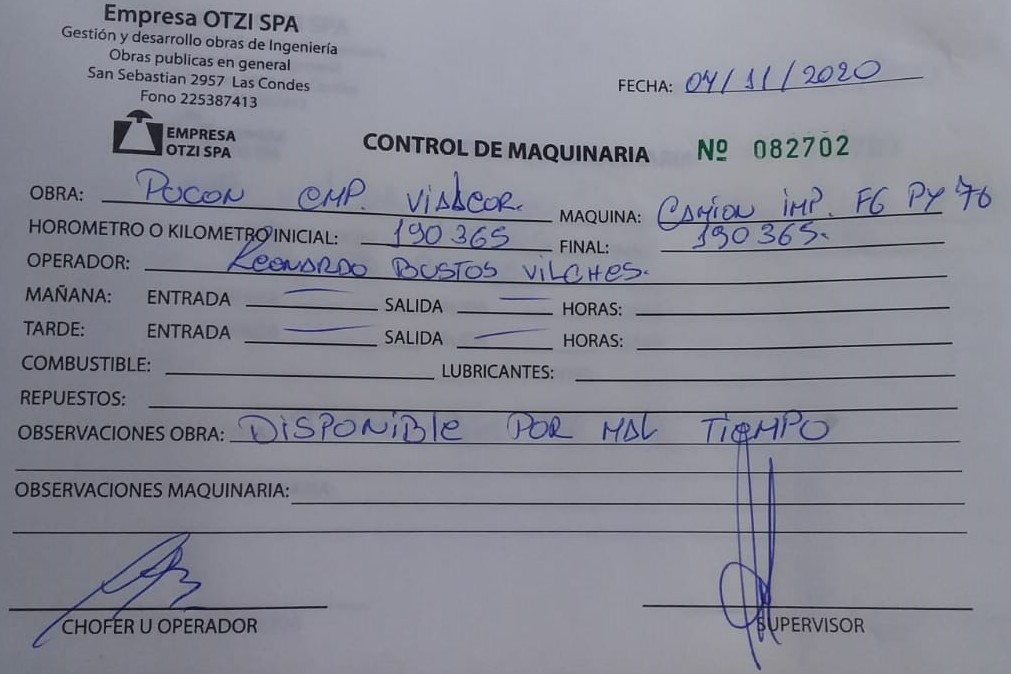 Empresa OTZI SPA
Gestión y desarrollo obras de Ingeniería
Obras publicas en general
San Sebastian 2957 Las Condes
Fono 225387413
FECHA: 04/11/2020
EMPRESA
OTZI SPA
CONTROL DE MAQUINARIA Nº 082702
OBRA: PUCON CMP. VIALCOR. MAQUINA: CAMION IMP. FG PY 76
HOROMETRO O KILOMETRO INICIAL: 190365 FINAL: 190365.
OPERADOR: LEONARDO BUSTOS VILCHES.
MAÑANA: ENTRADA — SALIDA — HORAS:
TARDE: ENTRADA — SALIDA — HORAS:
COMBUSTIBLE: LUBRICANTES:
REPUESTOS:
OBSERVACIONES OBRA: DISPONIBLE POR MAL TIEMPO
OBSERVACIONES MAQUINARIA:
CHOFER U OPERADOR SUPERVISOR